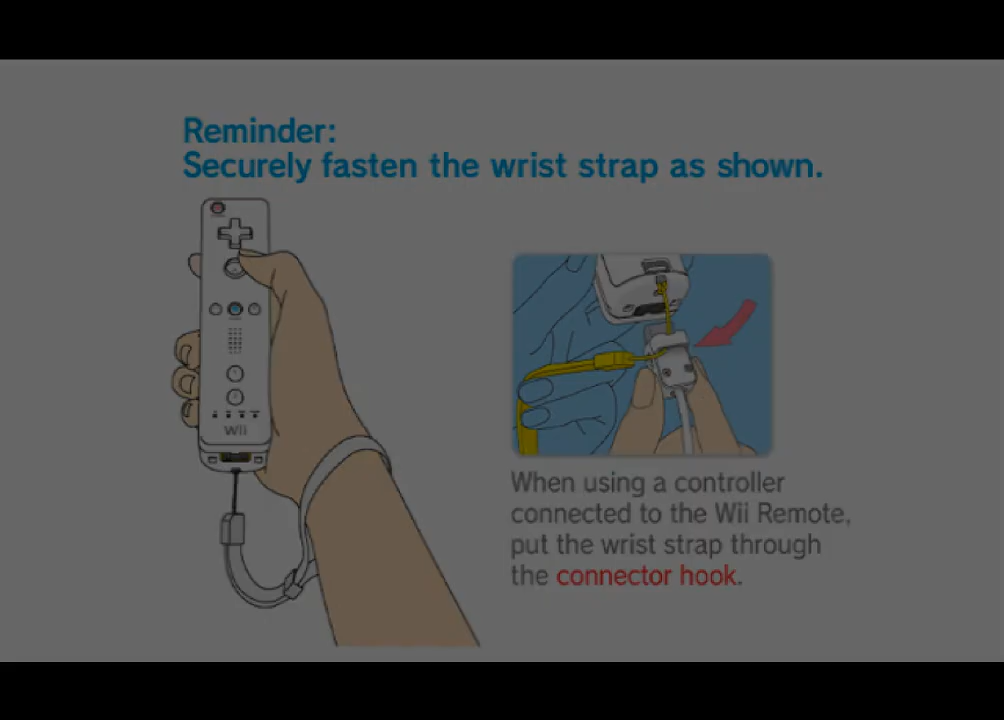 Reminder:
Securely fasten the wrist strap as shown.
Wii
When using a controller
connected to the Wii Remote,
put the wrist strap through
the connector hook.